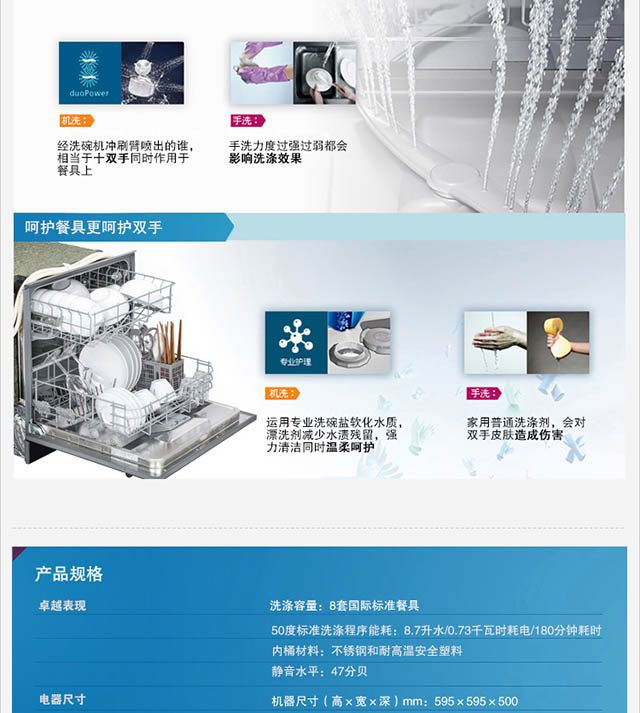 duoPower
机洗：
手洗：
经洗碗机冲刷臂喷出的谁，
相当于十双手同时作用于
餐具上
手洗力度过强过弱都会
影响洗涤效果
呵护餐具更呵护双手
专业护理
机洗：
手洗：
运用专业洗碗盐软化水质，
漂洗剂减少水渍残留，强
力清洁同时温柔呵护
家用普通洗涤剂，会对
双手皮肤造成伤害
产品规格
卓越表现
洗涤容量：8套国际标准餐具
50度标准洗涤程序能耗：8.7升水/0.73千瓦时耗电/180分钟耗时
内桶材料：不锈钢和耐高温安全塑料
静音水平：47分贝
电器尺寸
机器尺寸（高×宽×深）mm：595×595×500